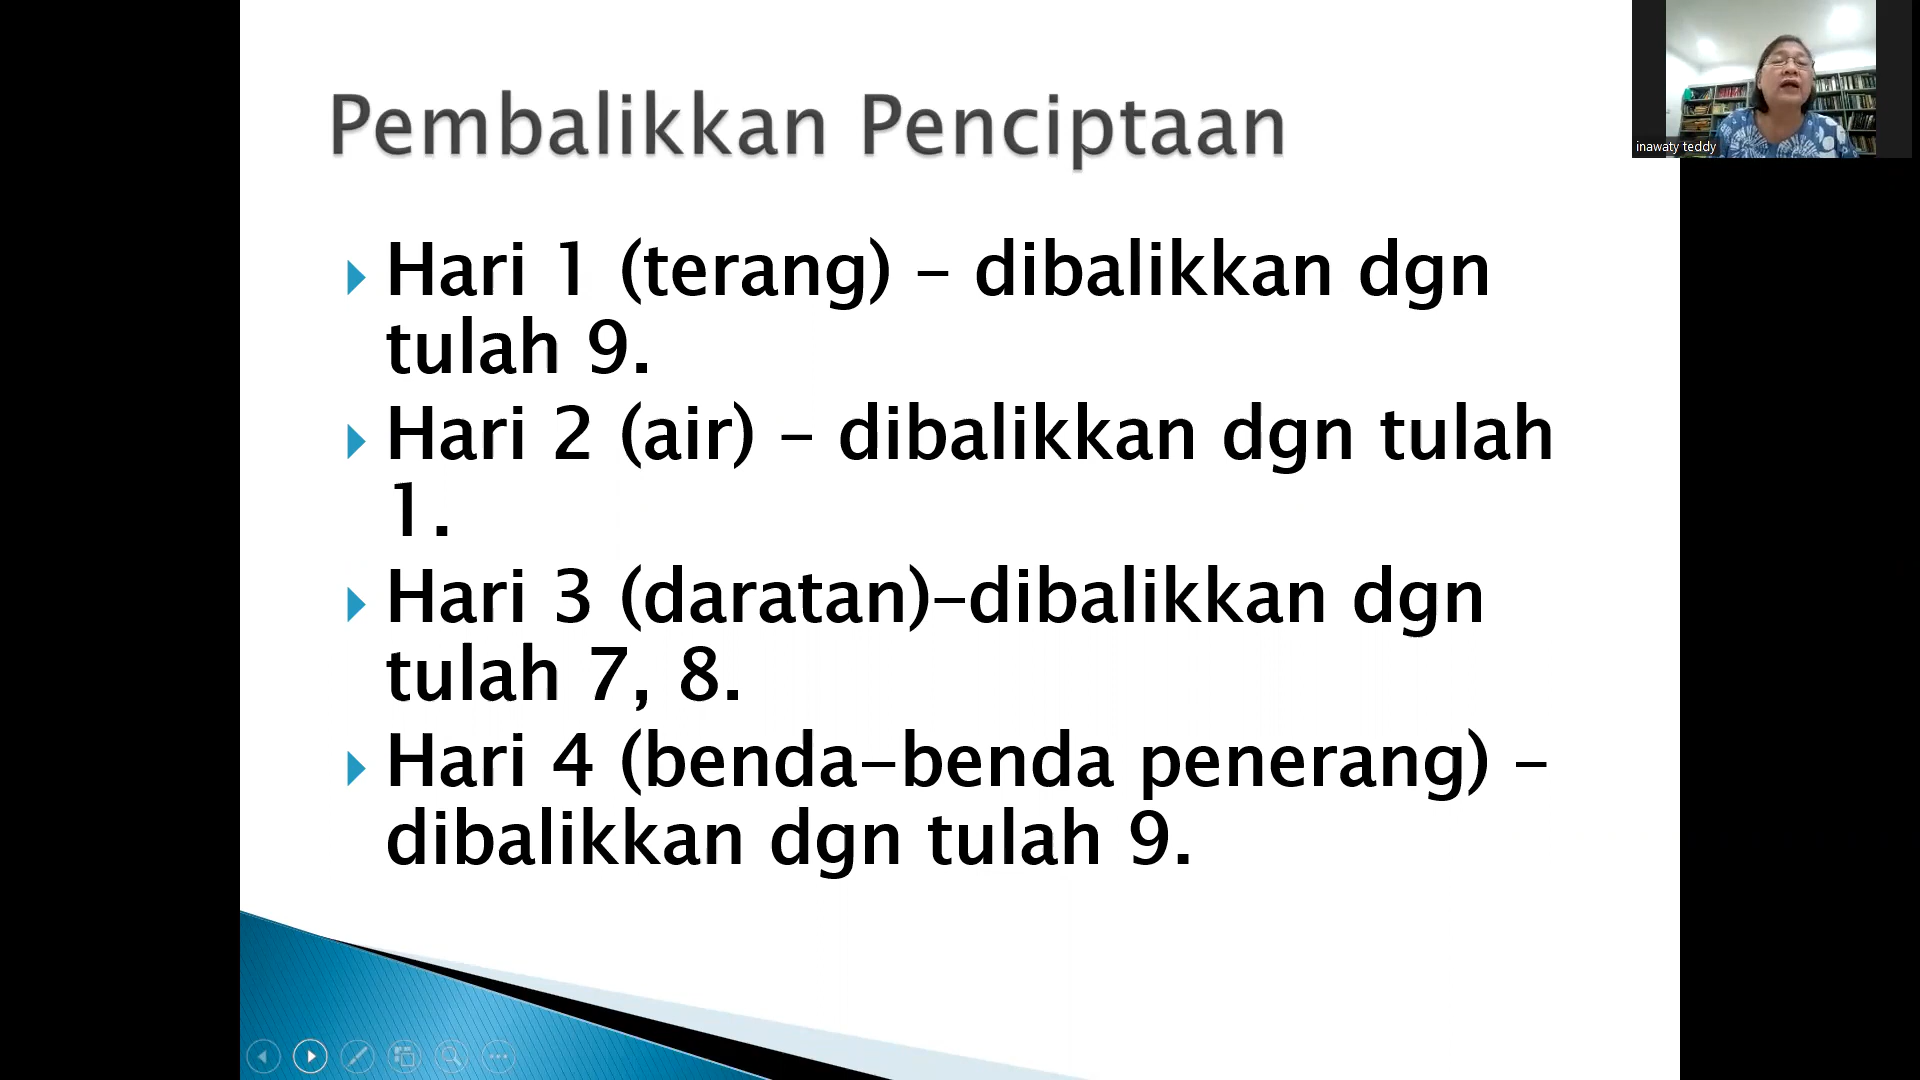 Pembalikkan Penciptaan
Hari 1 (terang) – dibalikkan dgn
tulah 9.
Hari 2 (air) – dibalikkan dgn tulah
1.
Hari 3 (daratan)–dibalikkan dgn
tulah 7, 8.
Hari 4 (benda-benda penerang) –
dibalikkan dgn tulah 9.
inawaty teddy